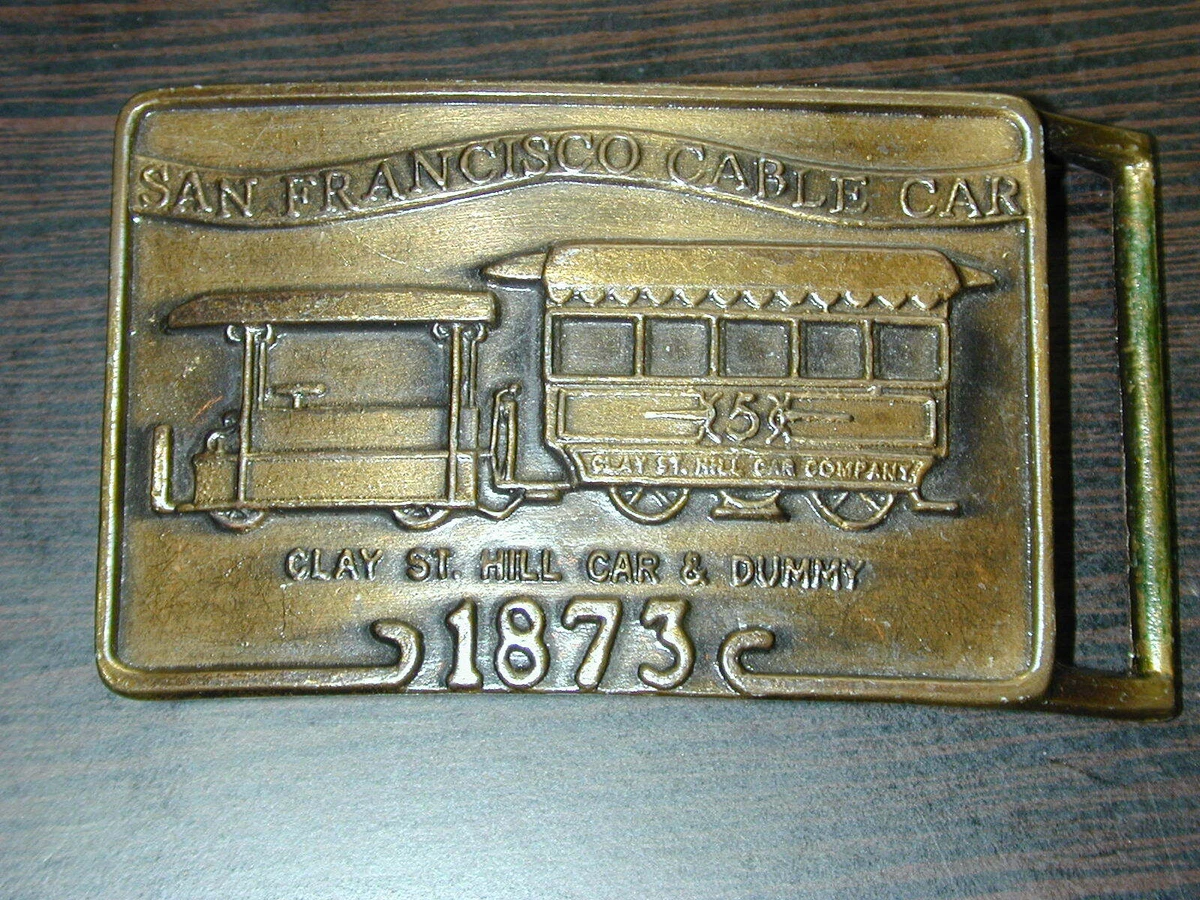 SAN FRANCISCO CABLE CAR
5
CLAY ST. HILL CAR COMPANY
CLAY ST. HILL CAR & DUMMY
1873